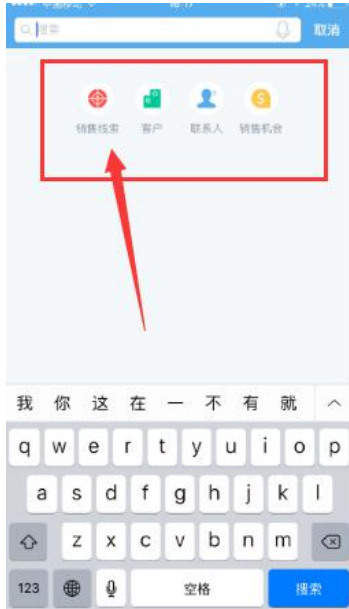 搜索 取消
销售线索 客户 联系人 销售机会
我 你 这 在 一 不 有 就
q w e r t y u i o p
a s d f g h j k l
z x c v b n m
123 空格 搜索